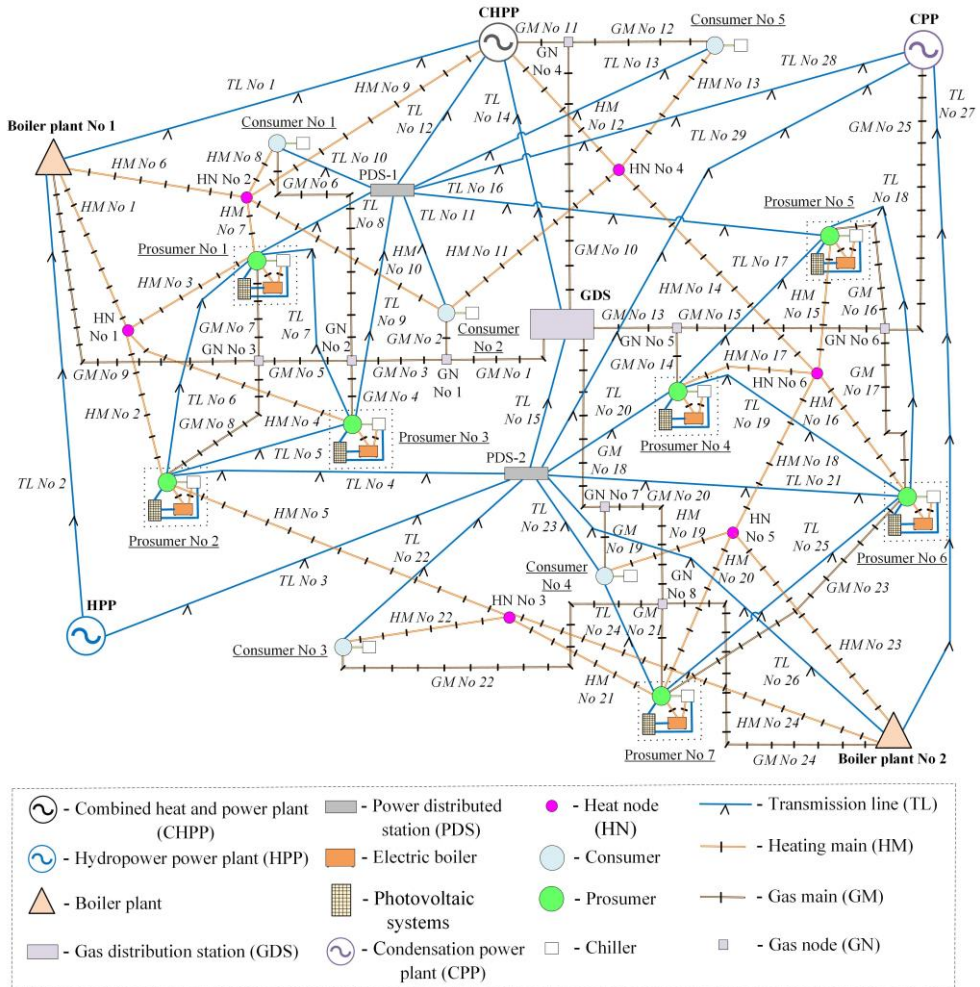 CHPP
GM No 11
GM No 12
Consumer No 5
CPP
GN
No 4
TL No 13
TL No 28
TL No 1
HM No 9
TL
No 12
TL
No 14
HM
No 12
HM No 13
TL
No 27
GM No 25
Boiler plant No 1
Consumer No 1
TL No 29
HM No 6
HM No 8
TL No 10
PDS-1
HN No 4
HN No 2
GM No 6
TL No 16
TL
No 18
HM No 1
HM
No 7
TL
No 8
TL No 11
Prosumer No 5
Prosumer No 1
HM No 11
GM No 10
TL No 17
HM
No 10
HM No 3
HM No 14
HM
No 15
GM
No 16
HN
No 1
GM No 7
TL
No 7
GN
No 2
TL
No 9
GM No 2
Consumer
No 2
GDS
GM No 13
GM No 15
GN No 3
GN No 5
GN No 6
GM No 9
GM No 5
GM No 3
GN
No 1
GM No 1
GM No 14
HM No 17
HN No 6
GM
No 17
HM No 2
TL No 6
GM No 8
HM No 4
GM No 4
TL
No 15
TL
No 20
TL
No 19
HM
No 16
Prosumer No 3
Prosumer No 4
TL No 5
PDS-2
HM No 18
TL No 2
TL No 4
GM
No 18
TL No 21
GN No 7
GM No 20
Prosumer No 2
HM No 5
TL
No 23
GM
No 19
HM
No 19
HN
No 5
TL
No 25
Prosumer No 6
TL
No 22
Consumer
No 4
GN
No 8
HM
No 20
GM No 23
TL No 3
HPP
HN No 3
HM No 22
TL
No 24
GM
No 21
HM No 23
Consumer No 3
GM No 22
HM
No 21
TL
No 26
HM No 24
Prosumer No 7
GM No 24
Boiler plant No 2
- Combined heat and power plant
(CHPP)
- Power distributed
station (PDS)
- Heat node
(HN)
- Transmission line (TL)
- Hydropower power plant (HPP)
- Electric boiler
- Consumer
- Heating main (HM)
- Boiler plant
- Photovoltaic
systems
- Prosumer
- Gas main (GM)
- Gas distribution station (GDS)
- Condensation power
plant (CPP)
- Chiller
- Gas node (GN)